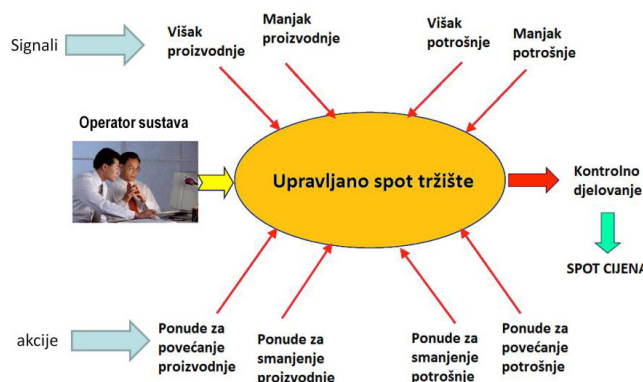 Signali
Višak
proizvodnje
Manjak
proizvodnje
Višak
potrošnje
Manjak
potrošnje
Operator sustava
Upravljano spot tržište
Kontrolno
djelovanje
SPOT CIJENA
akcije
Ponude za
povećanje
proizvodnje
Ponude za
smanjenje
proizvodnje
Ponude za
smanjenje
potrošnje
Ponude za
povećanje
potrošnje